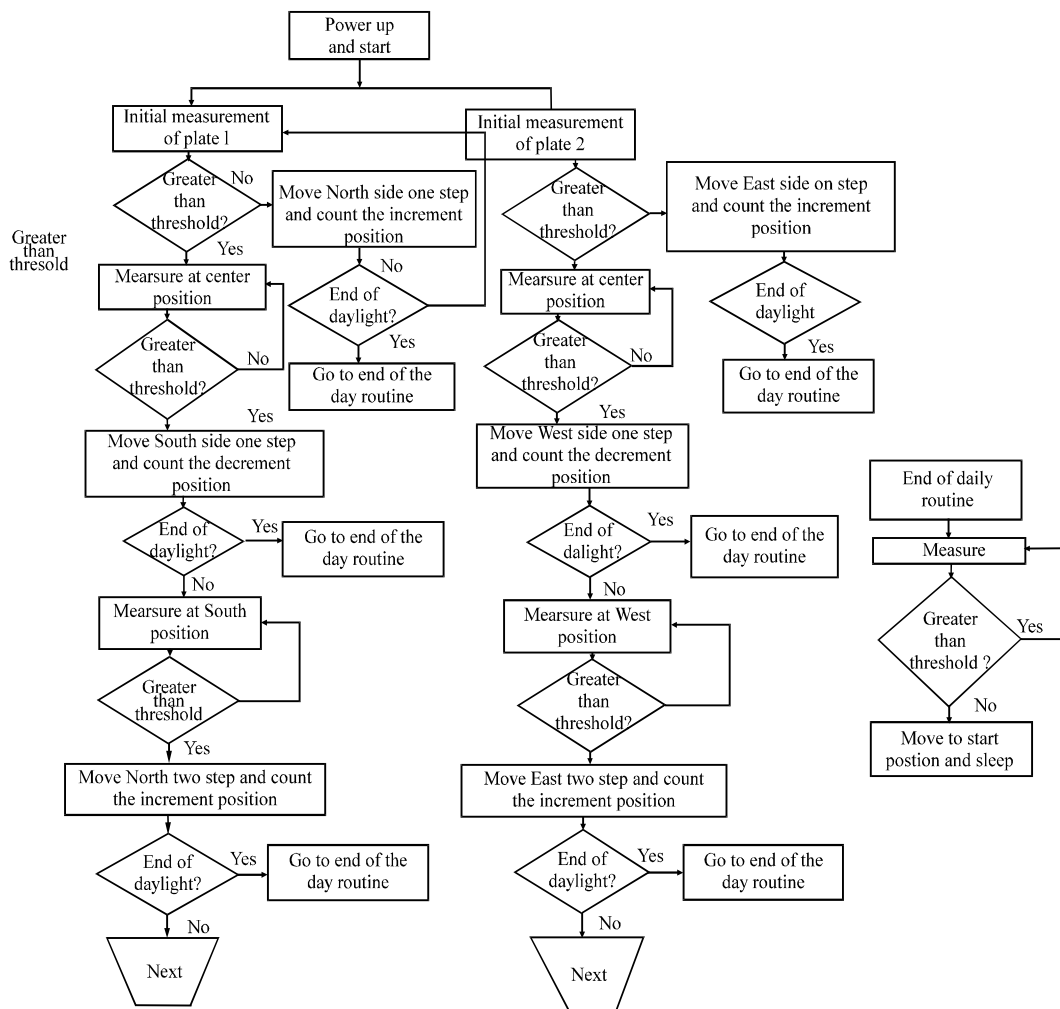 Power up
and start
Initial measurement
of plate 1
Initial measurement
of plate 2
Greater
than
threshold?
No
Yes
Move North side one step
and count the increment
position
Greater
than
threshold?
Move East side on step
and count the increment
position
Greater
than
thresold
Mearsure at center
position
No
End of
daylight?
Yes
Go to end of the
day routine
Mearsure at center
position
End of
daylight
Yes
Go to end of the
day routine
Greater
than
threshold?
No
Yes
Greater
than
threshold?
No
Yes
Move South side one step
and count the decrement
position
Move West side one step
and count the decrement
position
End of
daylight?
Yes
Go to end of the
day routine
No
End of
dalight?
Yes
Go to end of the
day routine
No
End of daily
routine
Measure
Greater
than
threshold ?
Yes
No
Move to start
postion and sleep
Mearsure at South
position
Mearsure at West
position
Greater
than
threshold
Yes
Greater
than
threshold?
Move North two step and count
the increment position
Move East two step and count
the increment position
End of
daylight?
Yes
Go to end of the
day routine
No
Next
End of
daylight?
Yes
Go to end of the
day routine
No
Next